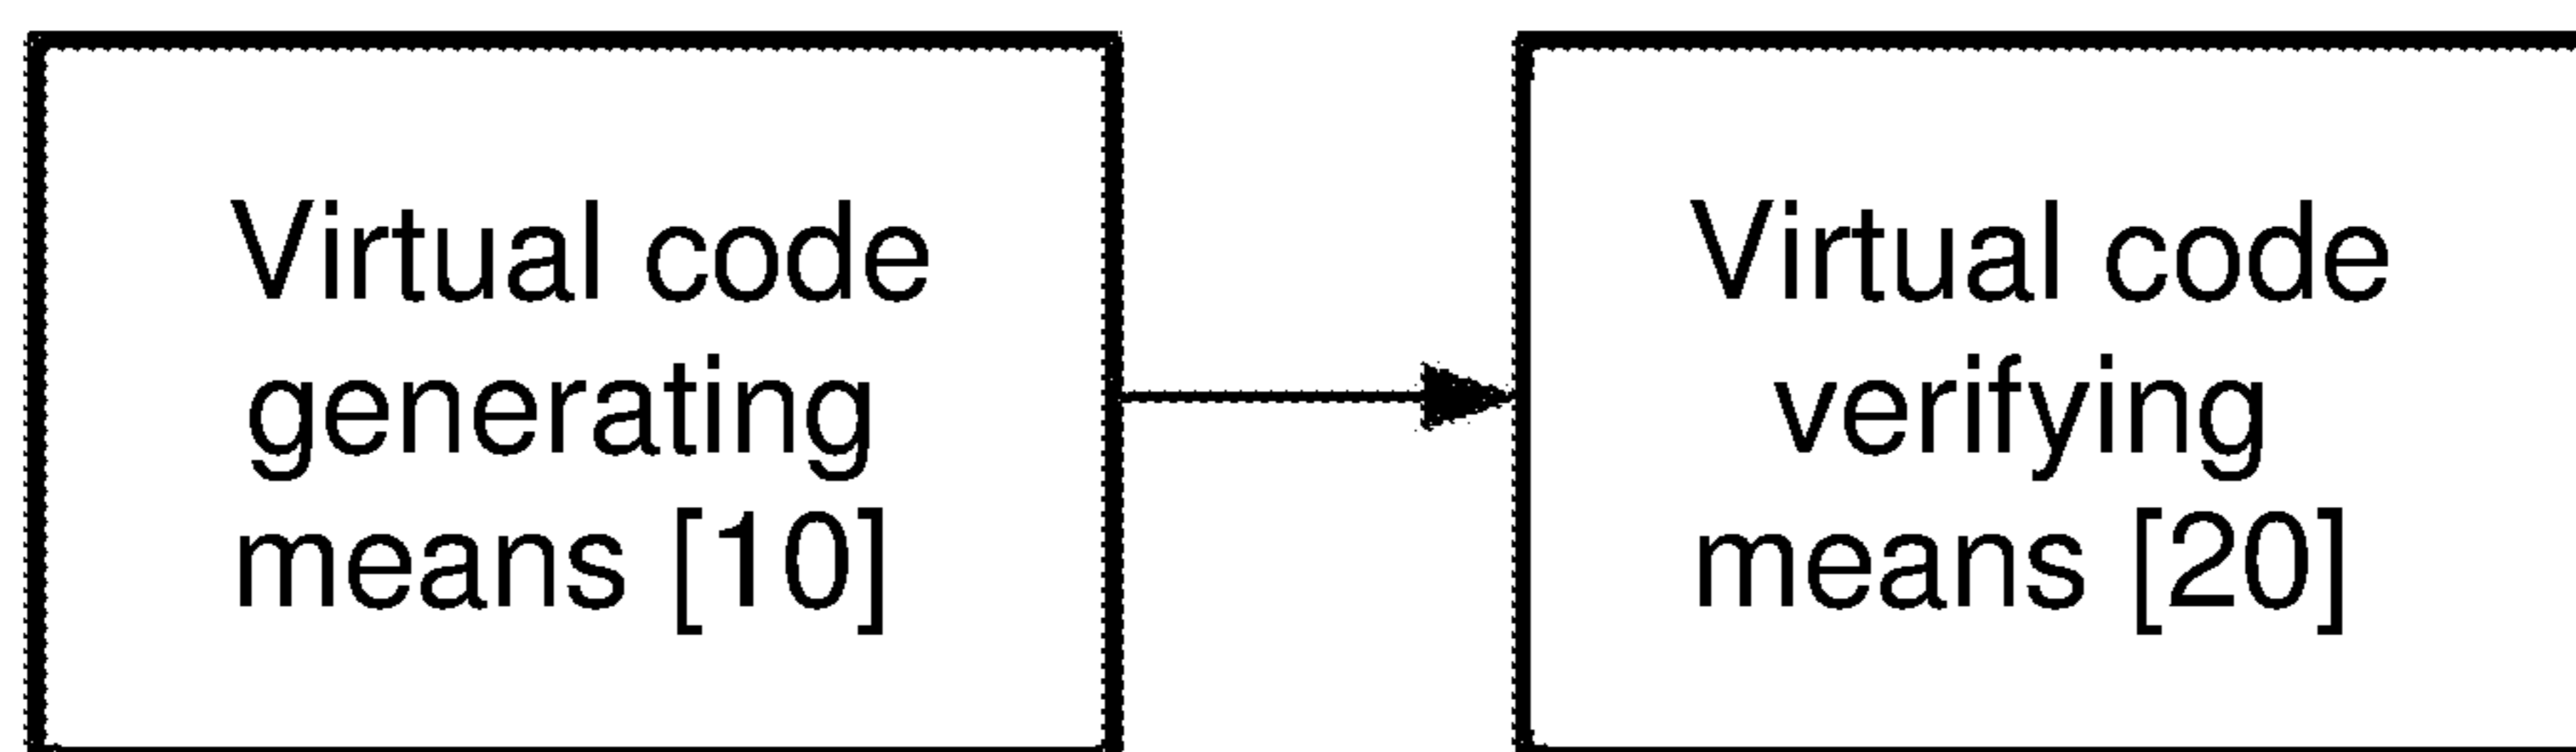 Virtual code
generating
means [10]
Virtual code
verifying
means [20]